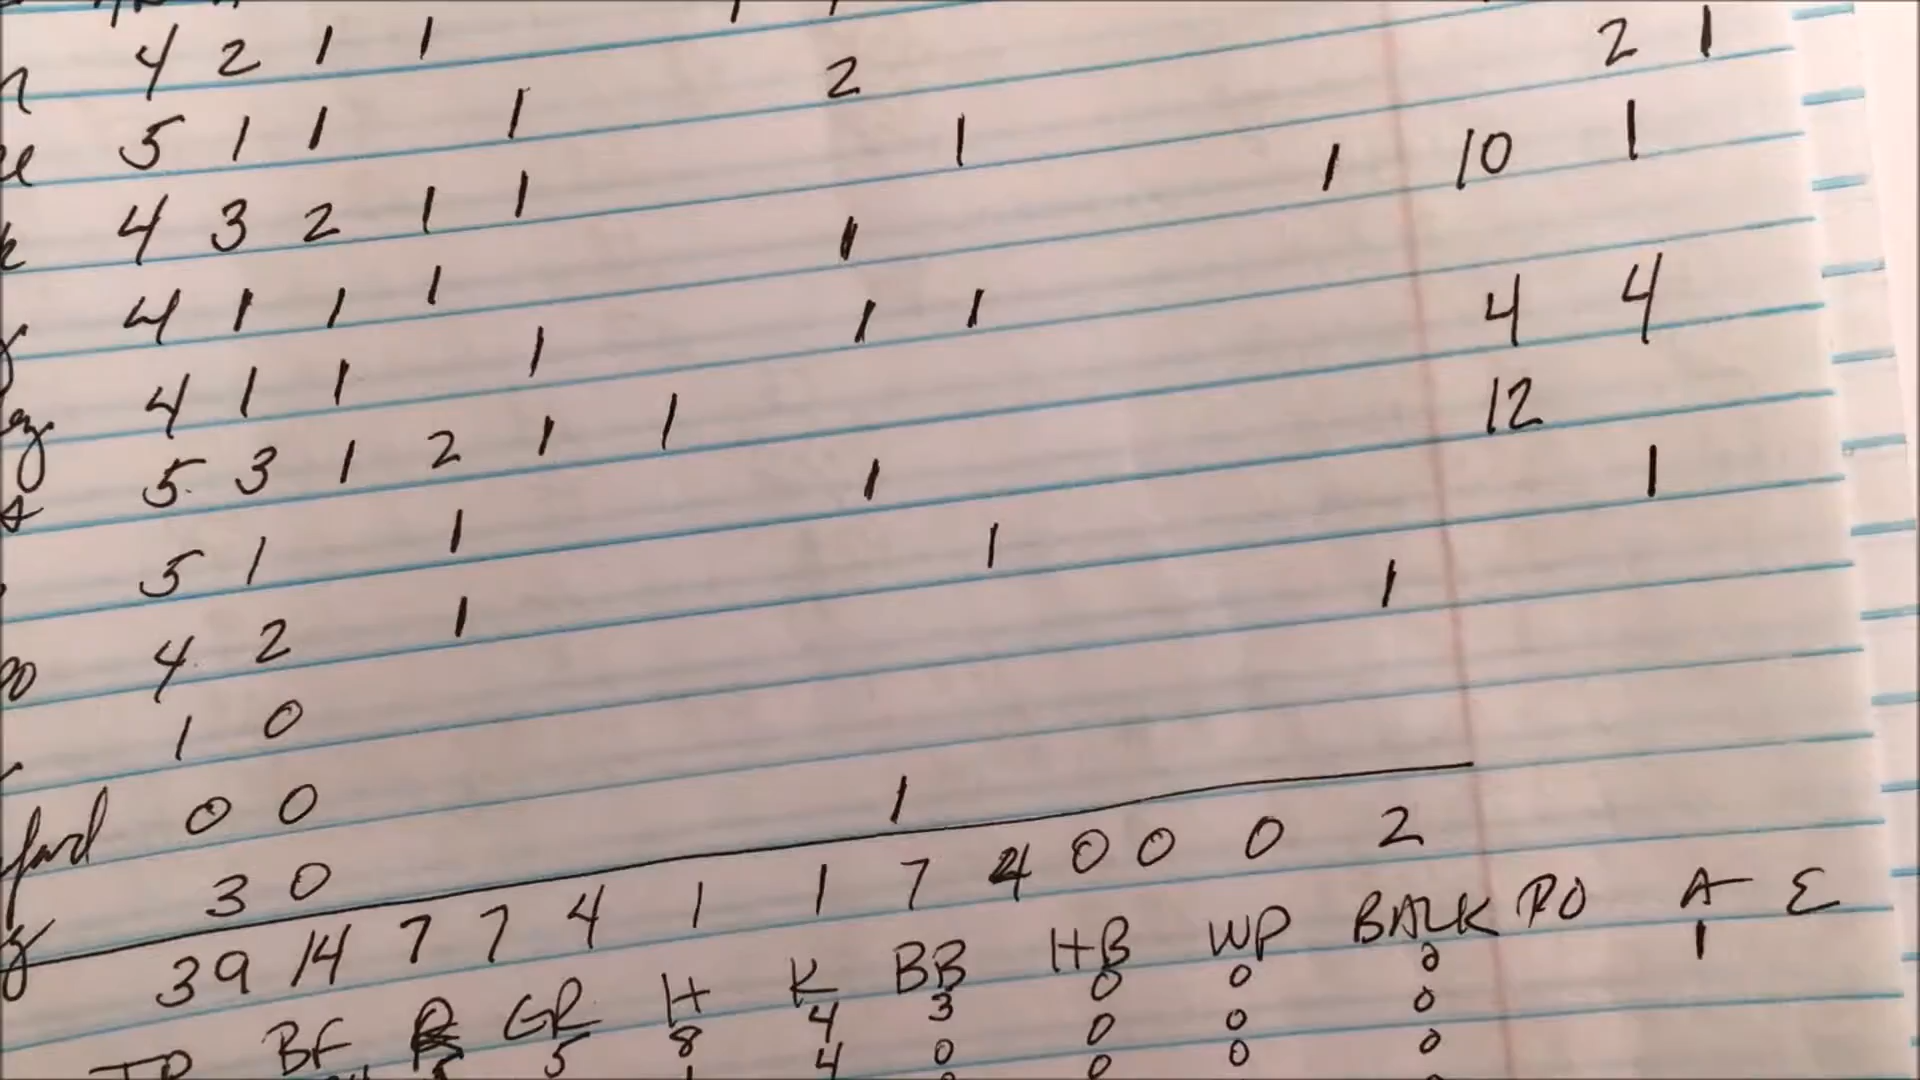 4 2 1 1
5 1 1 1 2
4 3 2 1 1 1 2 1
4 1 1 1 1 1 10 1
4 1 1 1 1 1
5 3 1 2 1 1 4 4
5 1 1 1 12
4 2 1 1 1
1 0 1
0 0
3 0 1
39 14 7 7 4 1 1 7 4 0 0 0 2
BF ER H K BB HB WP BALK PO A E
5 8 4 3 0 0 0 1
4 0 0 0 0
0 0 0